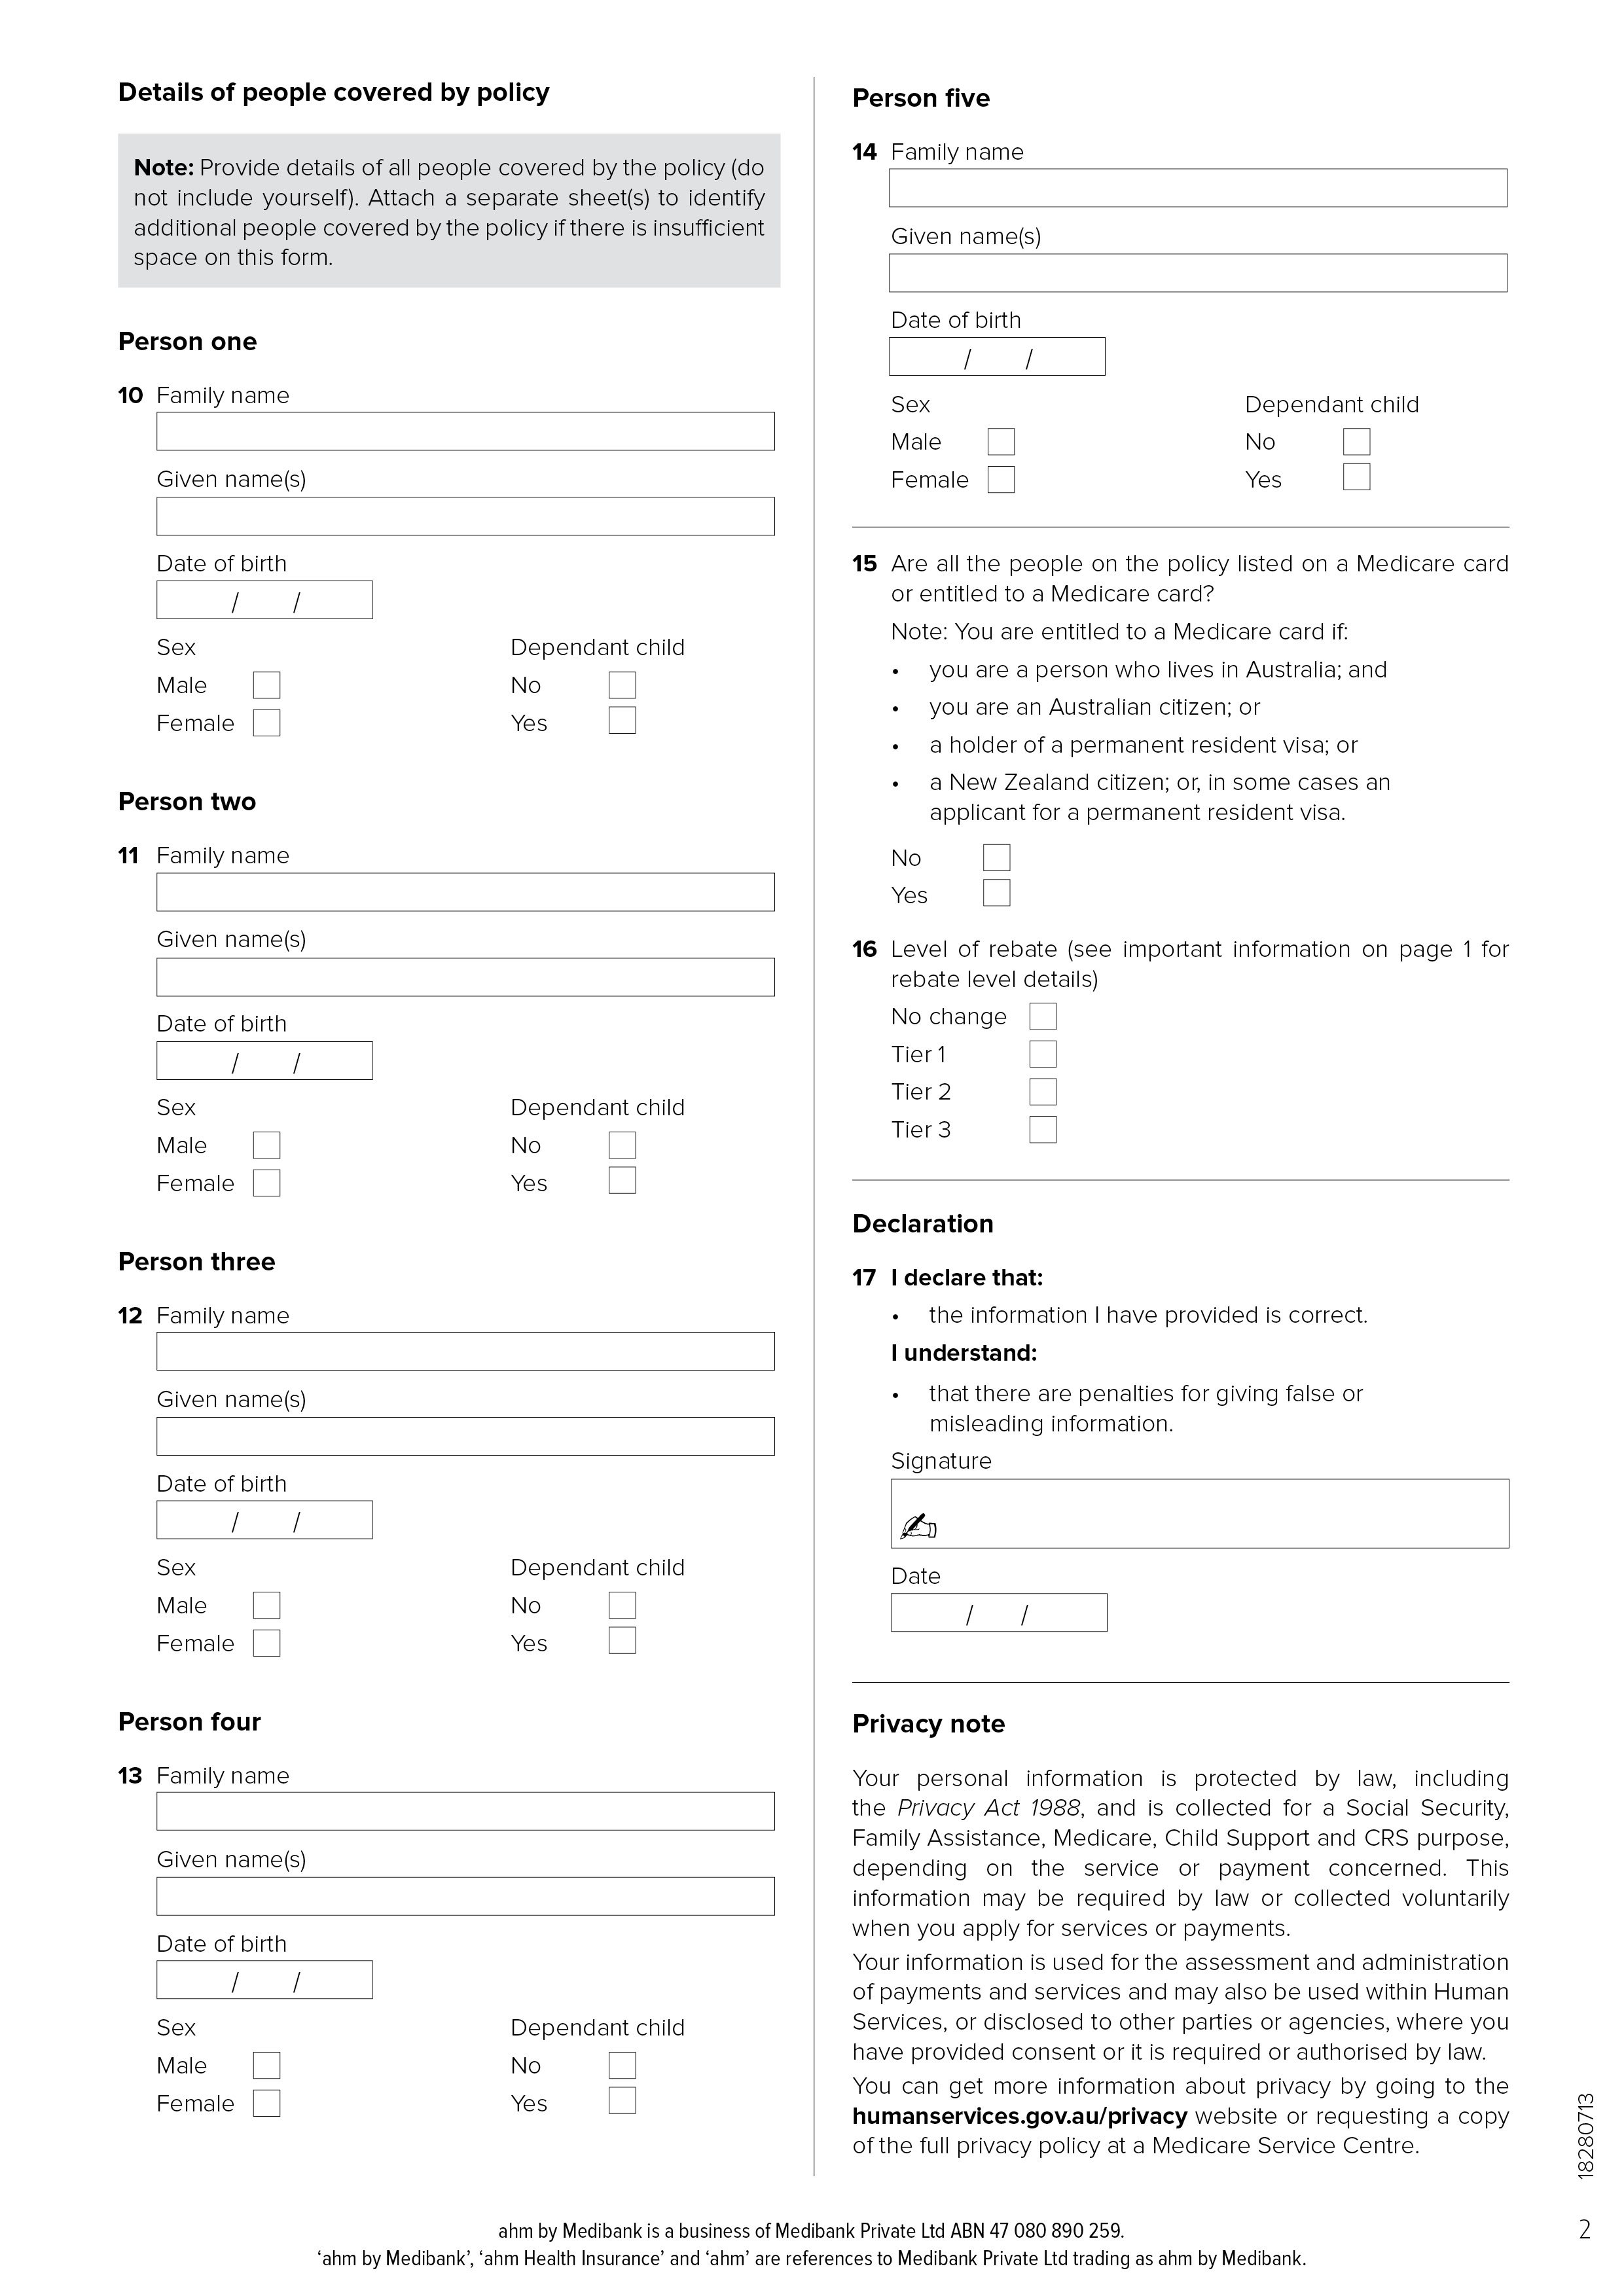 Details of people covered by policy
Note: Provide details of all people covered by the policy (do
not include yourself). Attach a separate sheet(s) to identify
additional people covered by the policy if there is insufficient
space on this form.
Person one
10 Family name
Given name(s)
Date of birth
/ /
Sex Dependant child
Male No
Female Yes
Person two
11 Family name
Given name(s)
Date of birth
/ /
Sex Dependant child
Male No
Female Yes
Person three
12 Family name
Given name(s)
Date of birth
/ /
Sex Dependant child
Male No
Female Yes
Person four
13 Family name
Given name(s)
Date of birth
/ /
Sex Dependant child
Male No
Female Yes
Person five
14 Family name
Given name(s)
Date of birth
/ /
Sex Dependant child
Male No
Female Yes
15 Are all the people on the policy listed on a Medicare card
or entitled to a Medicare card?
Note: You are entitled to a Medicare card if:
• you are a person who lives in Australia; and
• you are an Australian citizen; or
• a holder of a permanent resident visa; or
• a New Zealand citizen; or, in some cases an
applicant for a permanent resident visa.
No
Yes
16 Level of rebate (see important information on page 1 for
rebate level details)
No change
Tier 1
Tier 2
Tier 3
Declaration
17 I declare that:
• the information I have provided is correct.
I understand:
• that there are penalties for giving false or
misleading information.
Signature
Date
/ /
Privacy note
Your personal information is protected by law, including
the Privacy Act 1988, and is collected for a Social Security,
Family Assistance, Medicare, Child Support and CRS purpose,
depending on the service or payment concerned. This
information may be required by law or collected voluntarily
when you apply for services or payments.
Your information is used for the assessment and administration
of payments and services and may also be used within Human
Services, or disclosed to other parties or agencies, where you
have provided consent or it is required or authorised by law.
You can get more information about privacy by going to the
humanservices.gov.au/privacy website or requesting a copy
of the full privacy policy at a Medicare Service Centre.
18280713
ahm by Medibank is a business of Medibank Private Ltd ABN 47 080 890 259.
‘ahm by Medibank’, ‘ahm Health Insurance’ and ‘ahm’ are references to Medibank Private Ltd trading as ahm by Medibank.
2